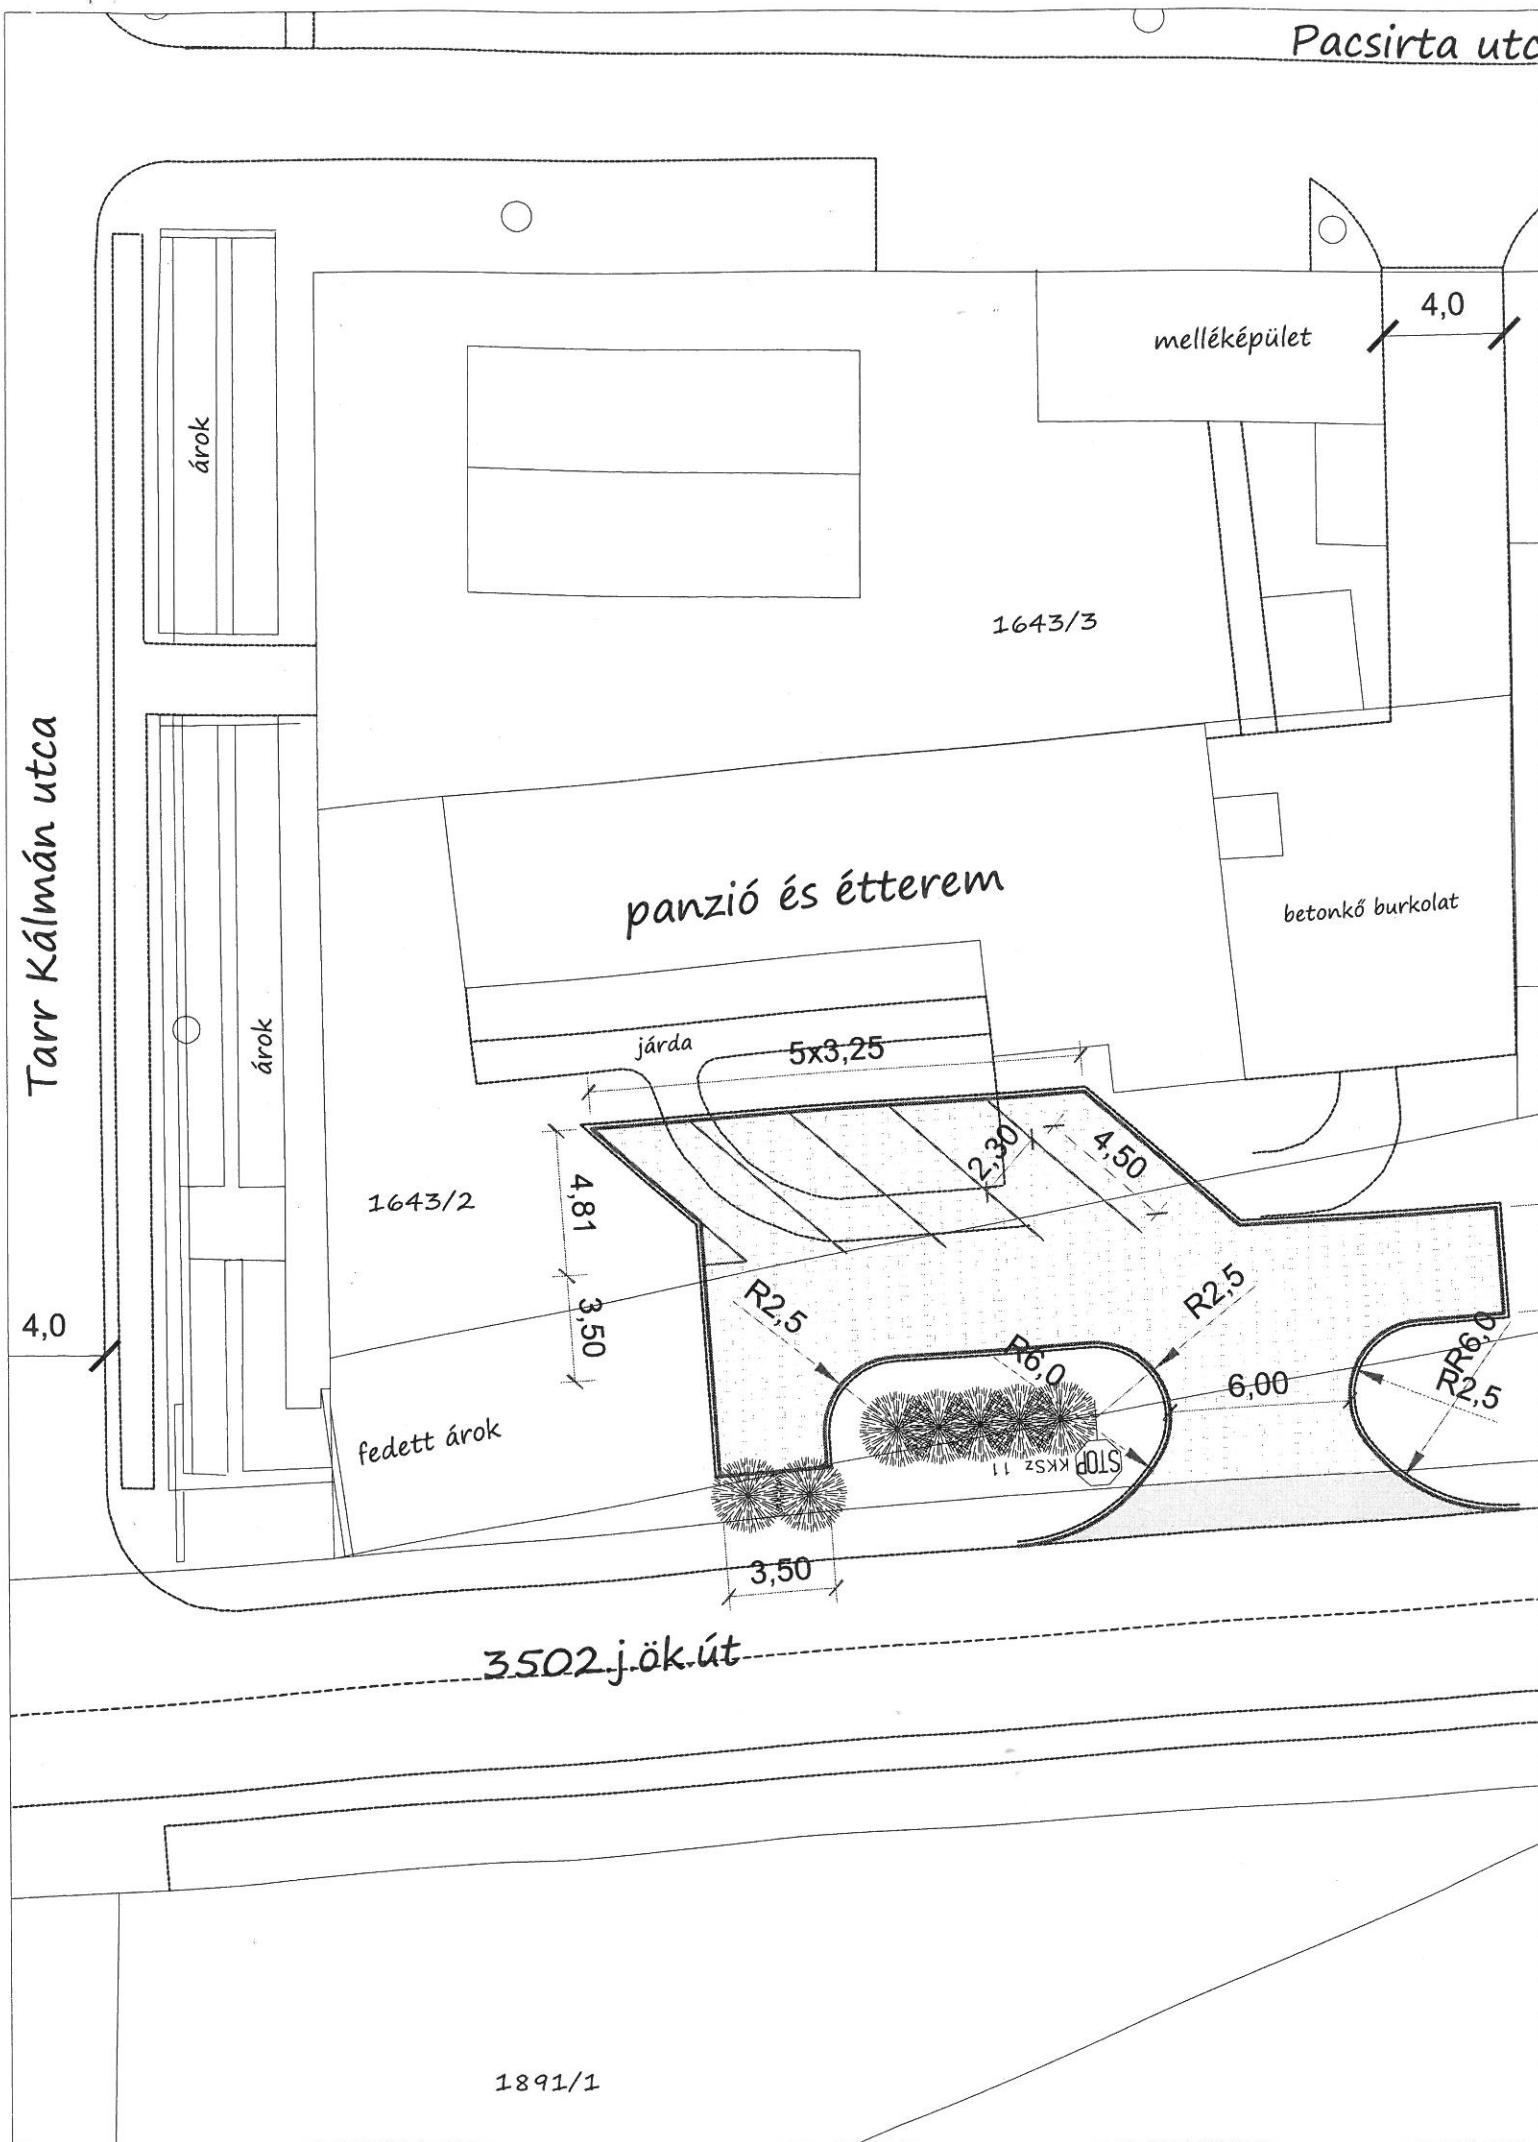 Pacsirta utc
4,0
melléképület
árok
1643/3
Tarr Kálmán utca
panzió és étterem
betonkő burkolat
árok
járda
5x3,25
2,30
4,50
4,81
1643/2
R2,5
R2,5
3,50
4,0
R6,0
R6,0
6,00
R2,5
fedett árok
STOP
KKSz 11
3,50
3502 j.ök.út
1891/1